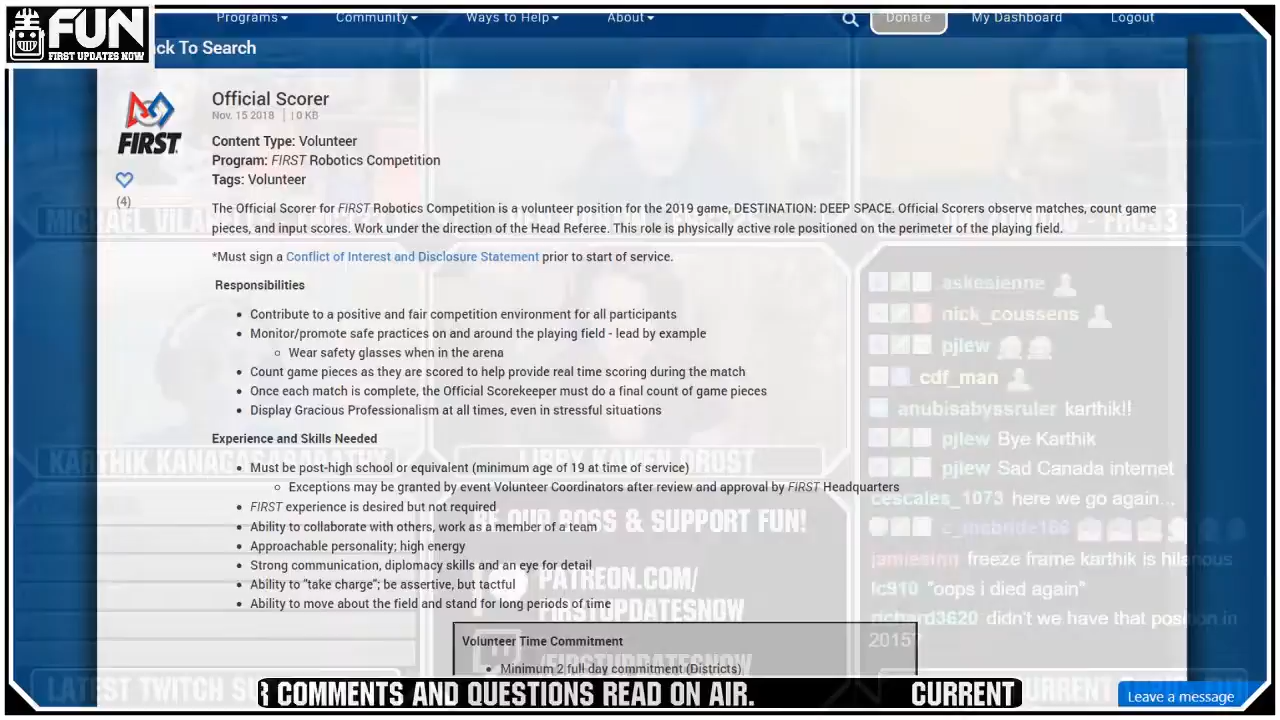 FUN
FIRST UPDATES NOW
Programs
Community
Ways to Help
About
Donate
My Dashboard
Logout
ck To Search
FIRST
(4)
Official Scorer
Nov. 15 2018 | | 0 KB
Content Type: Volunteer
Program: FIRST Robotics Competition
Tags: Volunteer
The Official Scorer for FIRST Robotics Competition is a volunteer position for the 2019 game, DESTINATION: DEEP SPACE. Official Scorers observe matches, count game
pieces, and input scores. Work under the direction of the Head Referee. This role is physically active role positioned on the perimeter of the playing field.
*Must sign a Conflict of Interest and Disclosure Statement prior to start of service.
Responsibilities
• Contribute to a positive and fair competition environment for all participants
• Monitor/promote safe practices on and around the playing field - lead by example
○ Wear safety glasses when in the arena
• Count game pieces as they are scored to help provide real time scoring during the match
• Once each match is complete, the Official Scorekeeper must do a final count of game pieces
• Display Gracious Professionalism at all times, even in stressful situations
Experience and Skills Needed
• Must be post-high school or equivalent (minimum age of 19 at time of service)
○ Exceptions may be granted by event Volunteer Coordinators after review and approval by FIRST Headquarters
• FIRST experience is desired but not required
• Ability to collaborate with others, work as a member of a team
• Approachable personality; high energy
• Strong communication, diplomacy skills and an eye for detail
• Ability to "take charge"; be assertive, but tactful
• Ability to move about the field and stand for long periods of time
Volunteer Time Commitment
• Minimum 2 full day commitment (Districts)
MICHAEL
KARTHIK
OUR BOSS & SUPPORT FUN!
PATREON.COM/
FIRSTUPDATESNOW
/FIRSTUPDATESNOW
askesienne
nick_coussens
pjlew
cdf_man
anubisabyssruler karthik!!
pjlew Bye Karthik
pjlew Sad Canada internet
cescales_1073 here we go again...
freeze frame karthik is hilarious
lc910 "oops i died again"
richard3620 didn't we have that position in
2015?
LATEST TWITCH
COMMENTS AND QUESTIONS READ ON AIR.
CURRENT
Leave a message